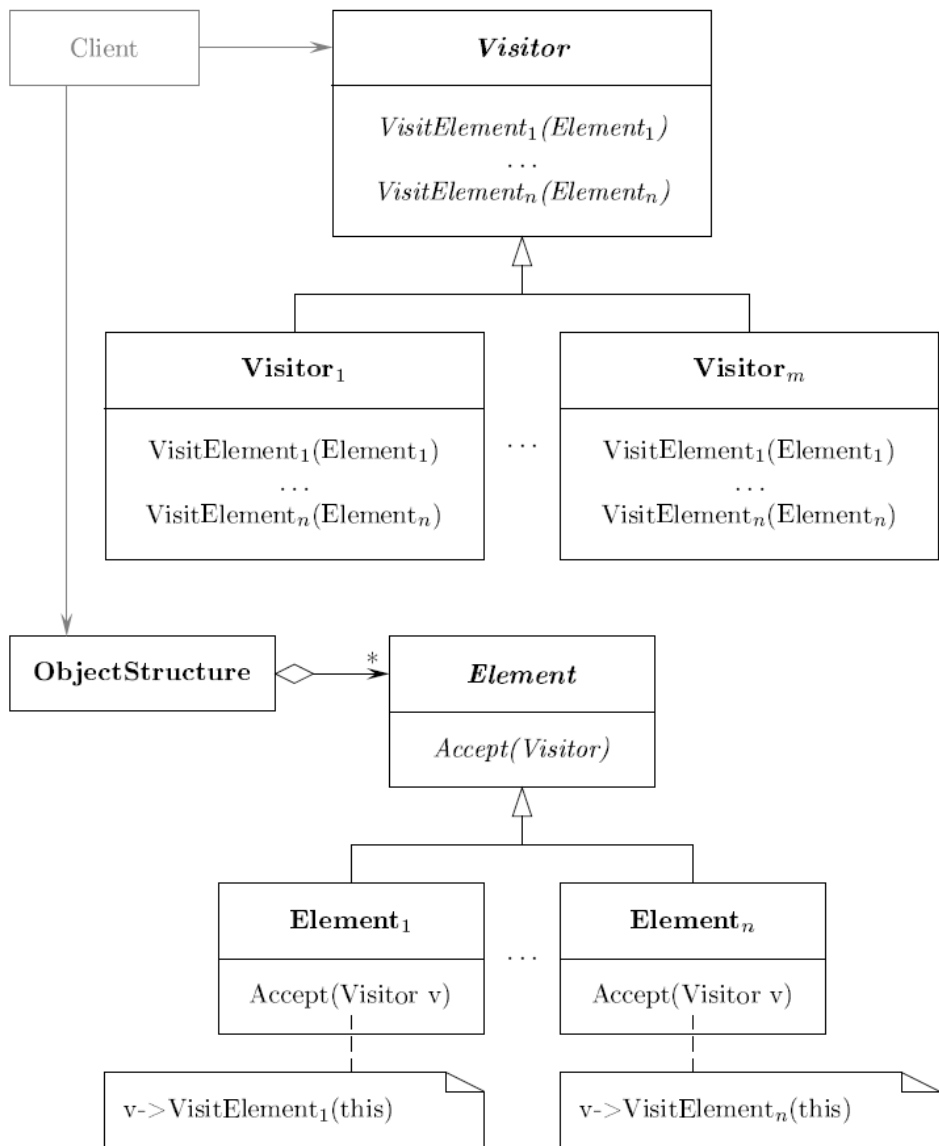 Client
Visitor
VisitElement₁(Element₁)
...
VisitElementₙ(Elementₙ)
Visitor₁
VisitElement₁(Element₁)
...
VisitElementₙ(Elementₙ)
...
Visitorₘ
VisitElement₁(Element₁)
...
VisitElementₙ(Elementₙ)
ObjectStructure
*
Element
Accept(Visitor)
Element₁
Accept(Visitor v)
...
Elementₙ
Accept(Visitor v)
v->VisitElement₁(this)
v->VisitElementₙ(this)